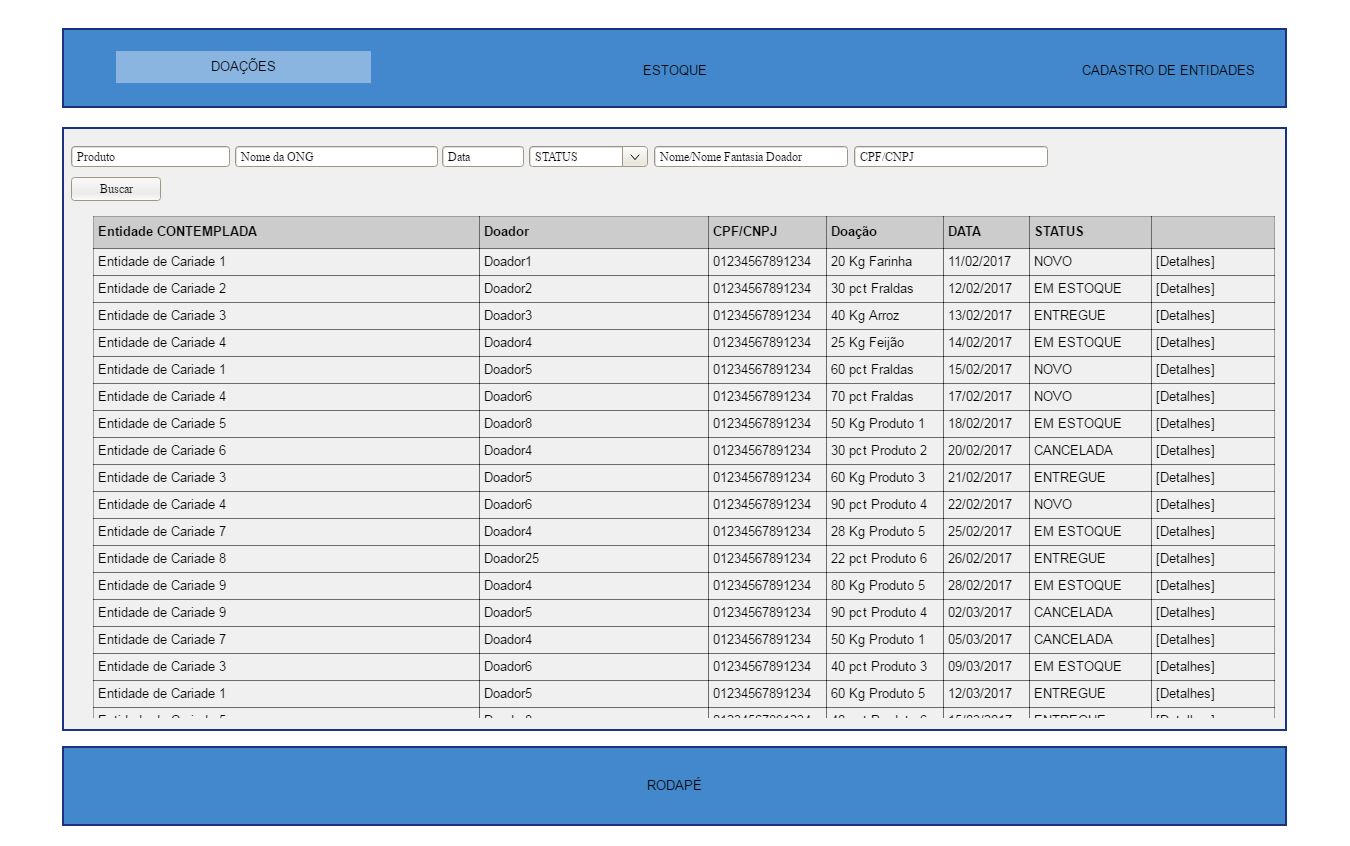 DOAÇÕES ESTOQUE CADASTRO DE ENTIDADES
Produto Nome da ONG Data STATUS Nome/Nome Fantasia Doador CPF/CNPJ
Buscar
Entidade CONTEMPLADA Doador CPF/CNPJ Doação DATA STATUS
Entidade de Cariade 1 Doador1 01234567891234 20 Kg Farinha 11/02/2017 NOVO [Detalhes]
Entidade de Cariade 2 Doador2 01234567891234 30 pct Fraldas 12/02/2017 EM ESTOQUE [Detalhes]
Entidade de Cariade 3 Doador3 01234567891234 40 Kg Arroz 13/02/2017 ENTREGUE [Detalhes]
Entidade de Cariade 4 Doador4 01234567891234 25 Kg Feijão 14/02/2017 EM ESTOQUE [Detalhes]
Entidade de Cariade 1 Doador5 01234567891234 60 pct Fraldas 15/02/2017 NOVO [Detalhes]
Entidade de Cariade 4 Doador6 01234567891234 70 pct Fraldas 17/02/2017 NOVO [Detalhes]
Entidade de Cariade 5 Doador8 01234567891234 50 Kg Produto 1 18/02/2017 EM ESTOQUE [Detalhes]
Entidade de Cariade 6 Doador4 01234567891234 30 pct Produto 2 20/02/2017 CANCELADA [Detalhes]
Entidade de Cariade 3 Doador5 01234567891234 60 Kg Produto 3 21/02/2017 ENTREGUE [Detalhes]
Entidade de Cariade 4 Doador6 01234567891234 90 pct Produto 4 22/02/2017 NOVO [Detalhes]
Entidade de Cariade 7 Doador4 01234567891234 28 Kg Produto 5 25/02/2017 EM ESTOQUE [Detalhes]
Entidade de Cariade 8 Doador25 01234567891234 22 pct Produto 6 26/02/2017 ENTREGUE [Detalhes]
Entidade de Cariade 9 Doador4 01234567891234 80 Kg Produto 5 28/02/2017 EM ESTOQUE [Detalhes]
Entidade de Cariade 9 Doador5 01234567891234 90 pct Produto 4 02/03/2017 CANCELADA [Detalhes]
Entidade de Cariade 7 Doador4 01234567891234 50 Kg Produto 1 05/03/2017 CANCELADA [Detalhes]
Entidade de Cariade 3 Doador6 01234567891234 40 pct Produto 3 09/03/2017 EM ESTOQUE [Detalhes]
Entidade de Cariade 1 Doador5 01234567891234 60 Kg Produto 5 12/03/2017 ENTREGUE [Detalhes]
RODAPÉ